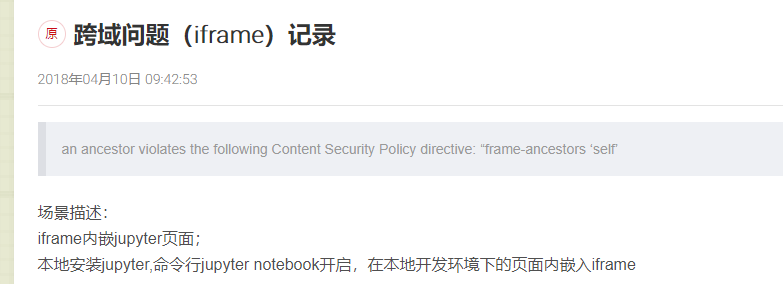 原 跨域问题（iframe）记录
2018年04月10日 09:42:53
an ancestor violates the following Content Security Policy directive: “frame-ancestors ‘self’
场景描述：
iframe内嵌jupyter页面；
本地安装jupyter,命令行jupyter notebook开启，在本地开发环境下的页面内嵌入iframe